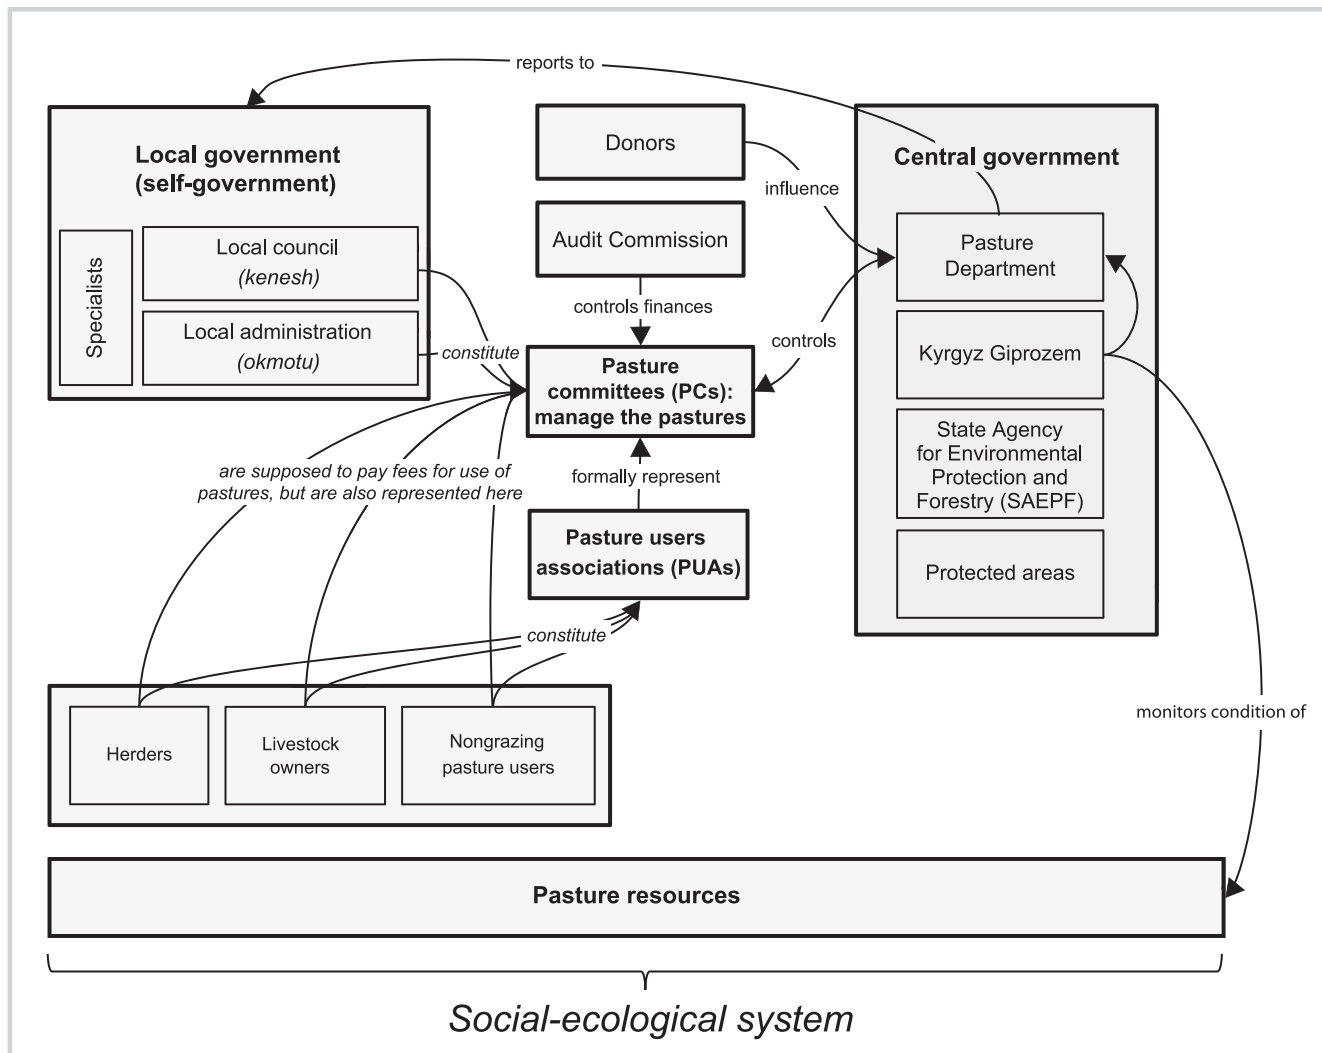 reports to
Local government
(self-government)
Specialists
Local council
(kenesh)
Local administration
(okmotu)
Donors
influence
Audit Commission
controls finances
constitute
Pasture
committees (PCs):
manage the pastures
controls
Central government
Pasture
Department
Kyrgyz Giprozem
State Agency
for Environmental
Protection and
Forestry (SAEPF)
Protected areas
are supposed to pay fees for use of
pastures, but are also represented here
formally represent
Pasture users
associations (PUAs)
constitute
monitors condition of
Herders
Livestock
owners
Nongrazing
pasture users
Pasture resources
Social-ecological system